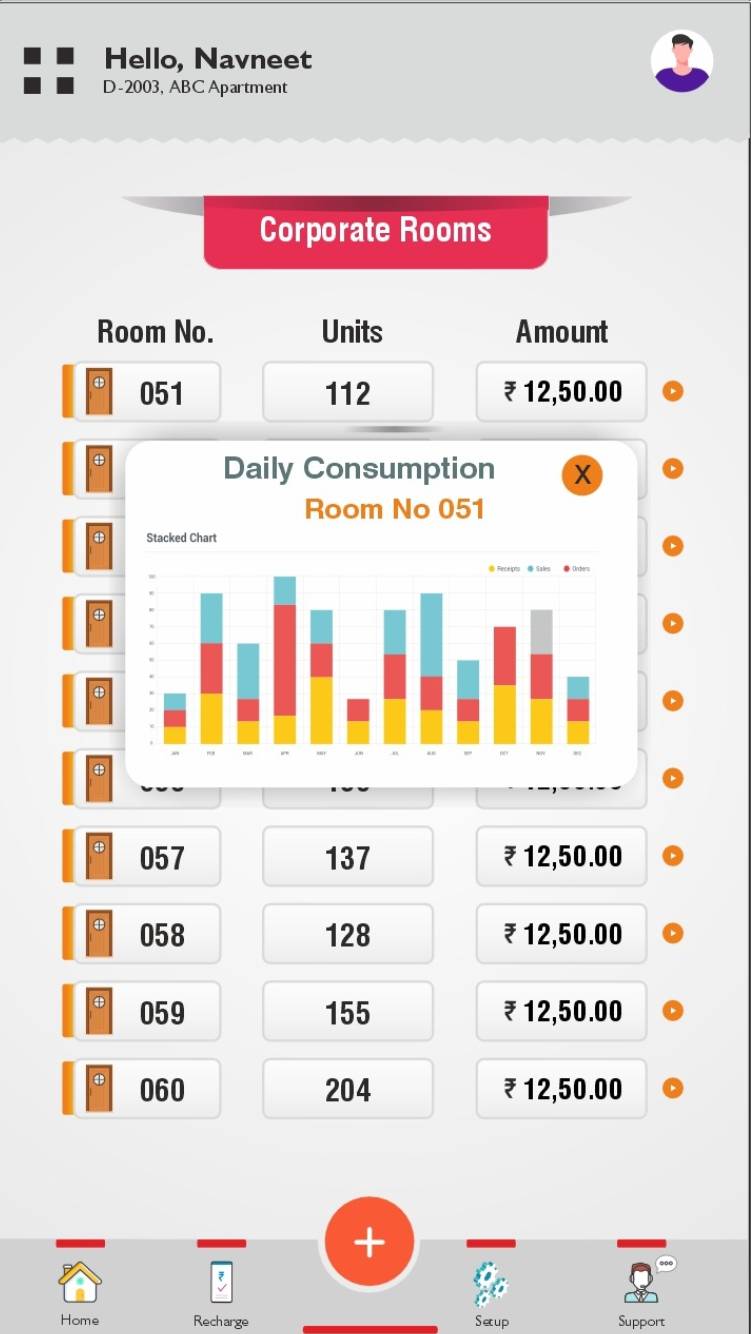 Hello, Navneet
D-2003, ABC Apartment
Corporate Rooms
Room No. Units Amount
051 112 ₹ 12,50.00
Daily Consumption X
Room No 051
Stacked Chart
Receipts Sales Orders
100
90
80
70
60
50
40
30
20
10
0
JAN FEB MAR APR MAY JUN JUL AUG SEP OCT NOV DEC
057 137 ₹ 12,50.00
058 128 ₹ 12,50.00
059 155 ₹ 12,50.00
060 204 ₹ 12,50.00
+
Home Recharge Setup Support